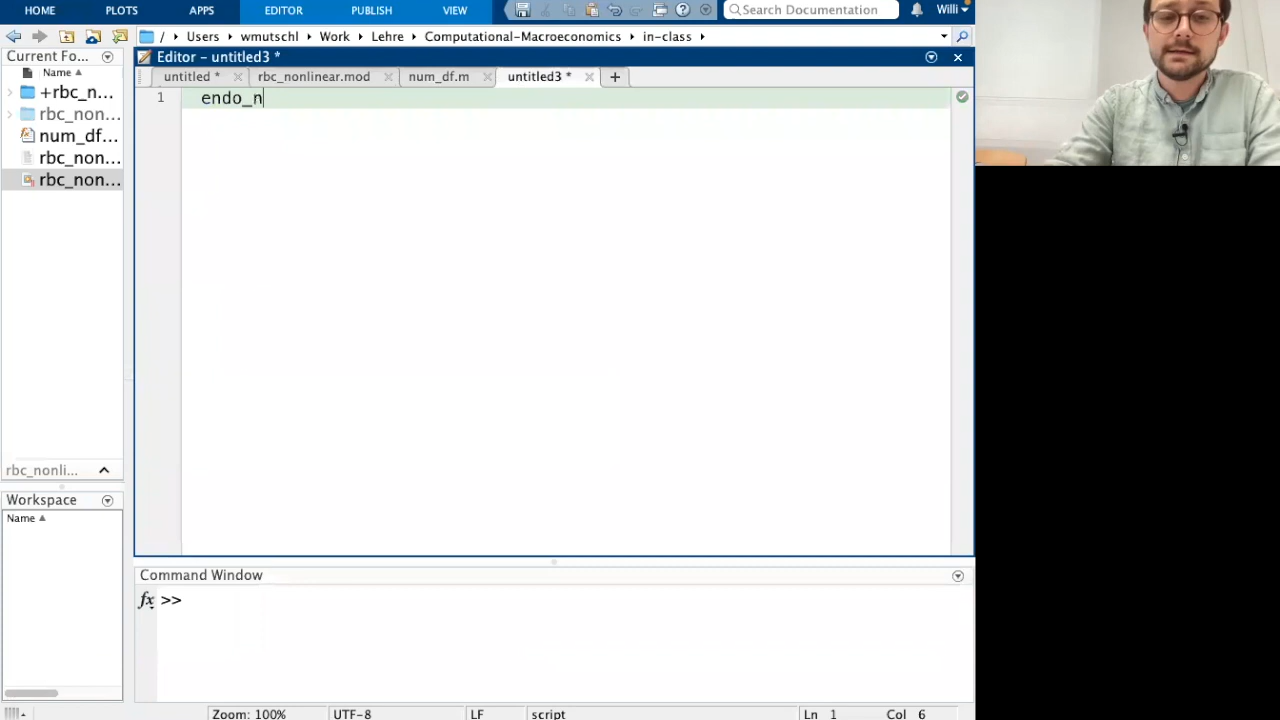 HOME PLOTS APPS EDITOR PUBLISH VIEW Search Documentation Willi
/ Users wmutschl Work Lehre Computational-Macroeconomics in-class
Current Fo...
Editor – untitled3 *
Name
untitled * rbc_nonlinear.mod num_df.m untitled3 * +
+rbc_n...
rbc_non...
num_df...
rbc_non...
rbc_non...
1 endo_n
rbc_nonli...
Workspace
Name
Command Window
fx >>
Zoom: 100% UTF-8 LF script Ln 1 Col 6